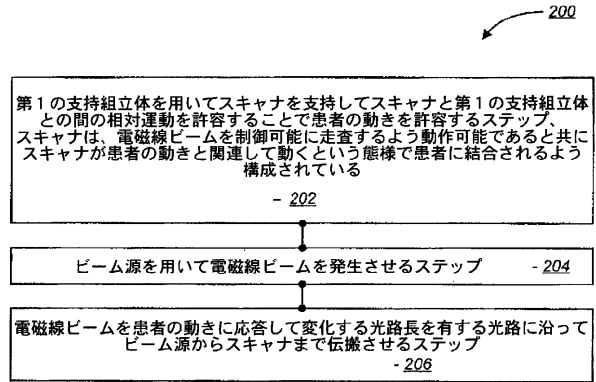 200
第１の支持組立体を用いてスキャナを支持してスキャナと第１の支持組立体
との間の相対運動を許容することで患者の動きを許容するステップ、
スキャナは、電磁線ビームを制御可能に走査するよう動作可能であると共に
スキャナが患者の動きと関連して動くという態様で患者に結合されるよう
構成されている
- 202
ビーム源を用いて電磁線ビームを発生させるステップ - 204
電磁線ビームを患者の動きに応答して変化する光路長を有する光路に沿って
ビーム源からスキャナまで伝搬させるステップ
- 206